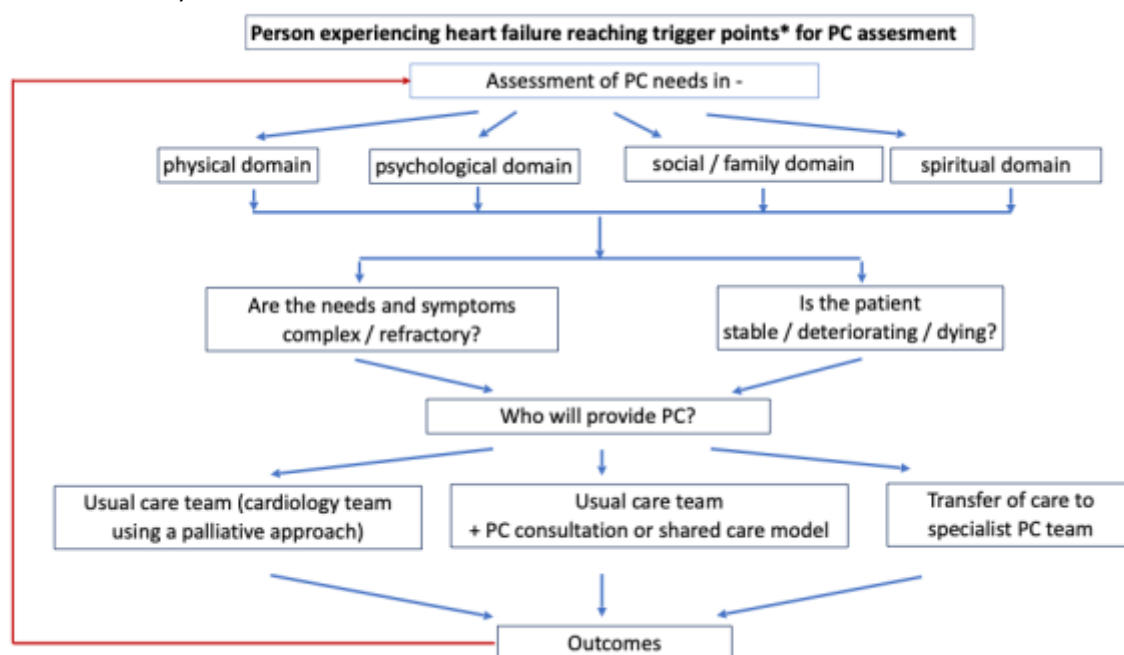 Person experiencing heart failure reaching trigger points* for PC assesment
Assessment of PC needs in -
physical domain
psychological domain
social / family domain
spiritual domain
Are the needs and symptoms
complex / refractory?
Is the patient
stable / deteriorating / dying?
Who will provide PC?
Usual care team (cardiology team
using a palliative approach)
Usual care team
+ PC consultation or shared care model
Transfer of care to
specialist PC team
Outcomes